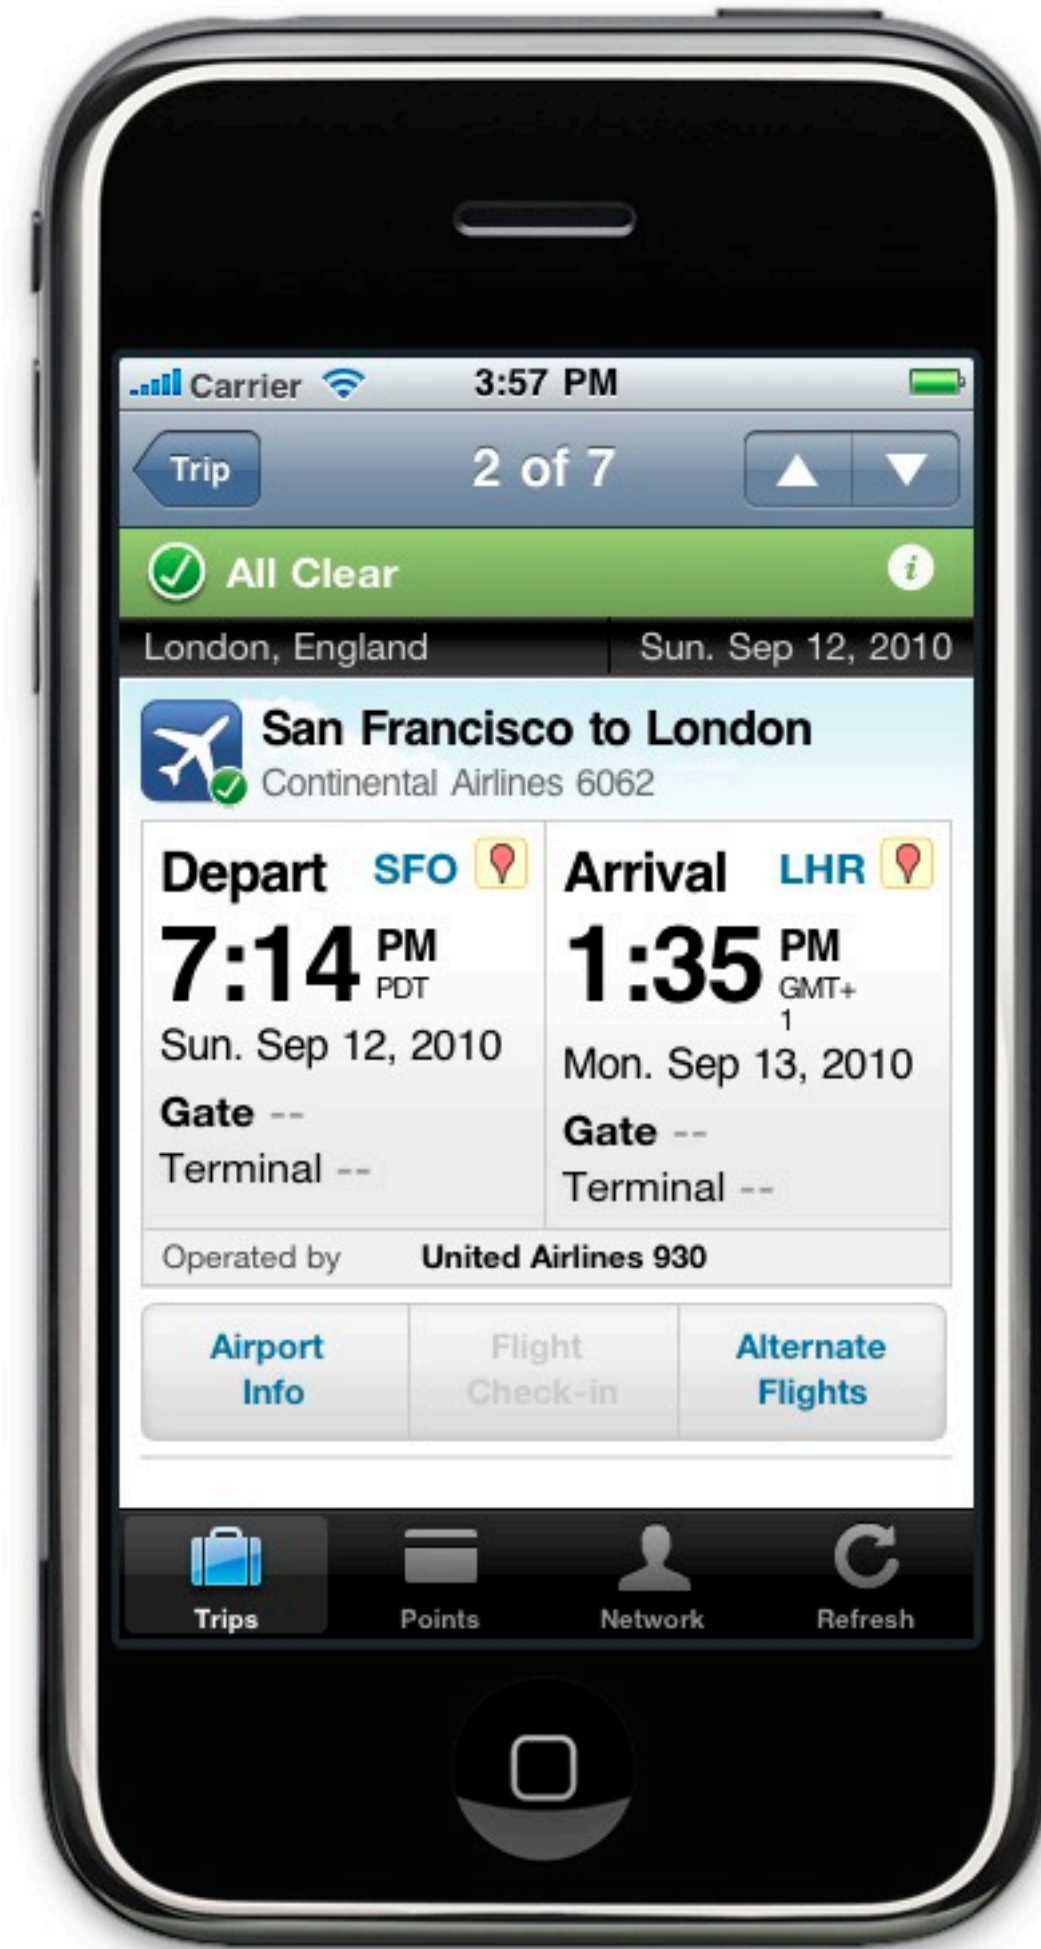 Carrier 3:57 PM
Trip 2 of 7
All Clear i
London, England Sun. Sep 12, 2010
San Francisco to London
Continental Airlines 6062
Depart SFO Arrival LHR
7:14 PM PDT 1:35 PM GMT+
1
Sun. Sep 12, 2010 Mon. Sep 13, 2010
Gate -- Gate --
Terminal -- Terminal --
Operated by United Airlines 930
Airport Flight Alternate
Info Check-in Flights
Trips Points Network Refresh